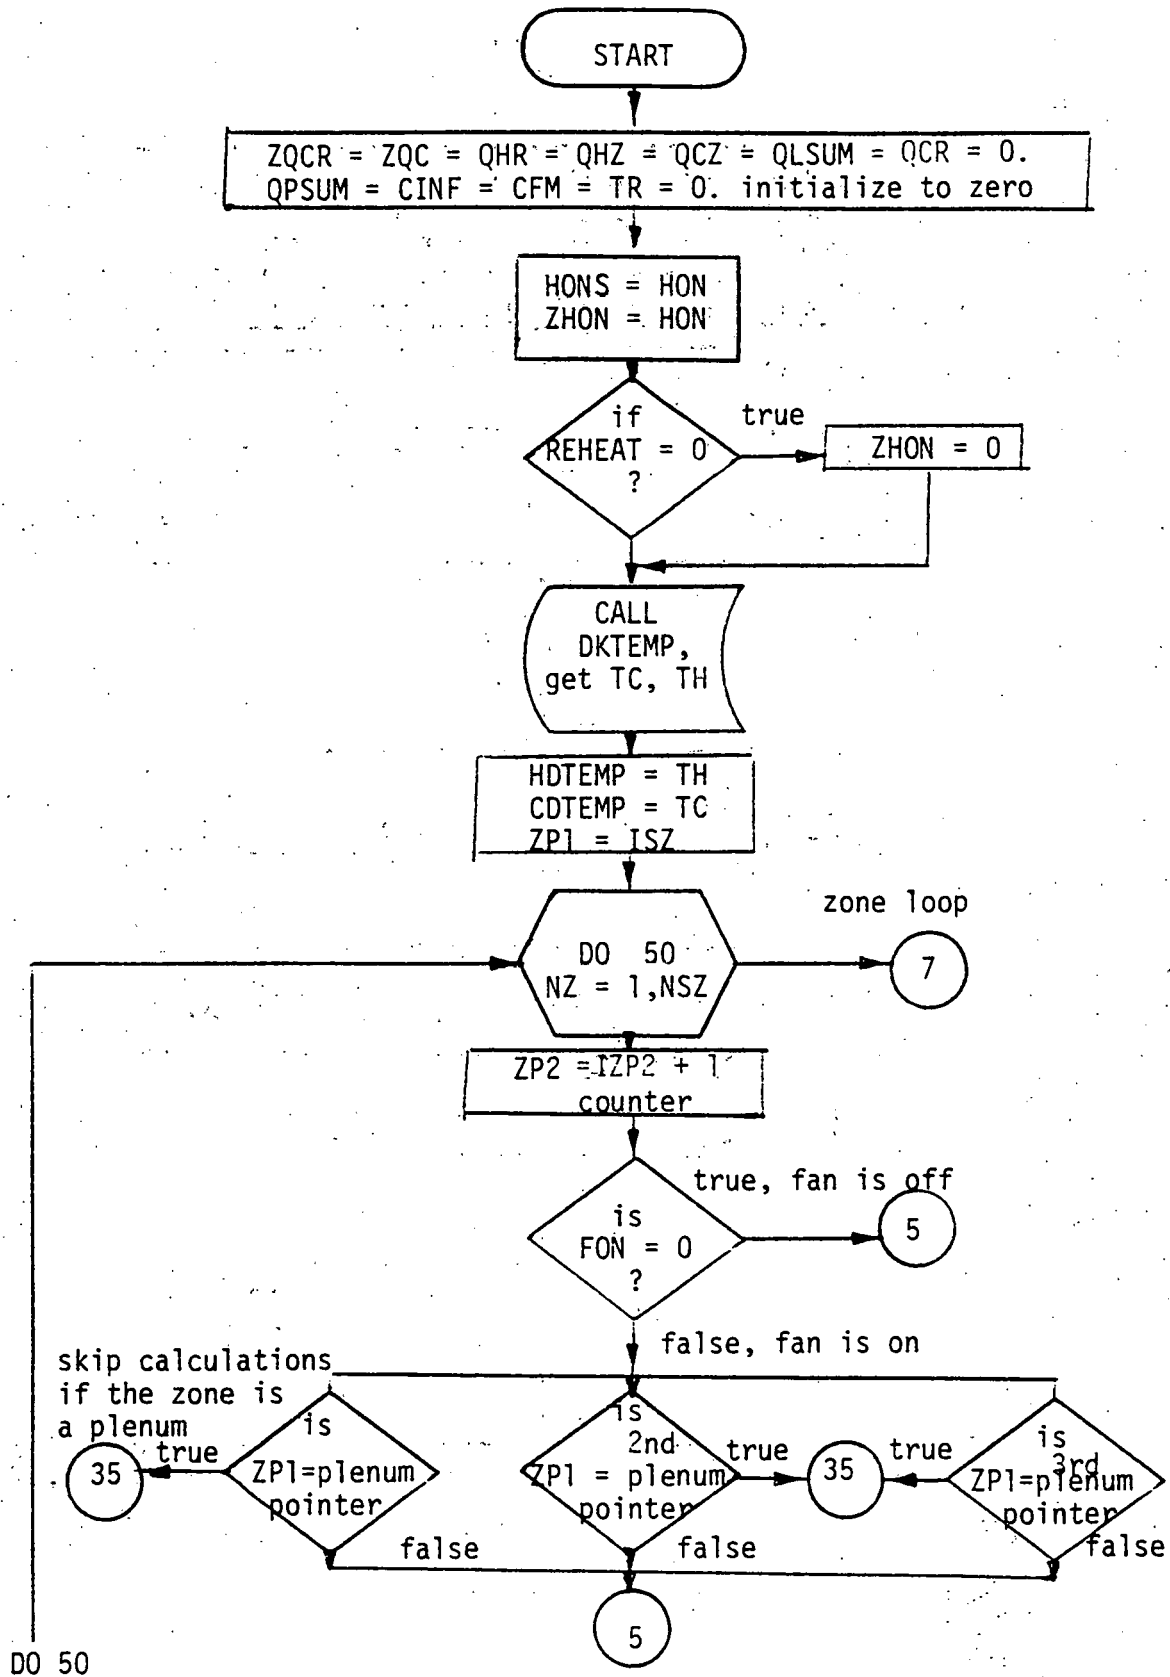 START
ZQCR = ZQC = QHR = QHZ = QCZ = QLSUM = QCR = 0.
QPSUM = CINF = CFM = TR = 0. initialize to zero
HONS = HON
ZHON = HON
if
REHEAT = 0
?
true
ZHON = 0
CALL
DKTEMP,
get TC, TH
HDTEMP = TH
CDTEMP = TC
ZP1 = ISZ
zone loop
DO 50
NZ = 1,NSZ
7
ZP2 = IZP2 + 1
counter
true, fan is off
is
FON = 0
?
5
false, fan is on
skip calculations
if the zone is
a plenum
35
true
is
ZP1=plenum
pointer
false
is
2nd
ZP1 = plenum
pointer
true
false
35
true
is
3rd
ZP1=plenum
pointer
false
5
DO 50